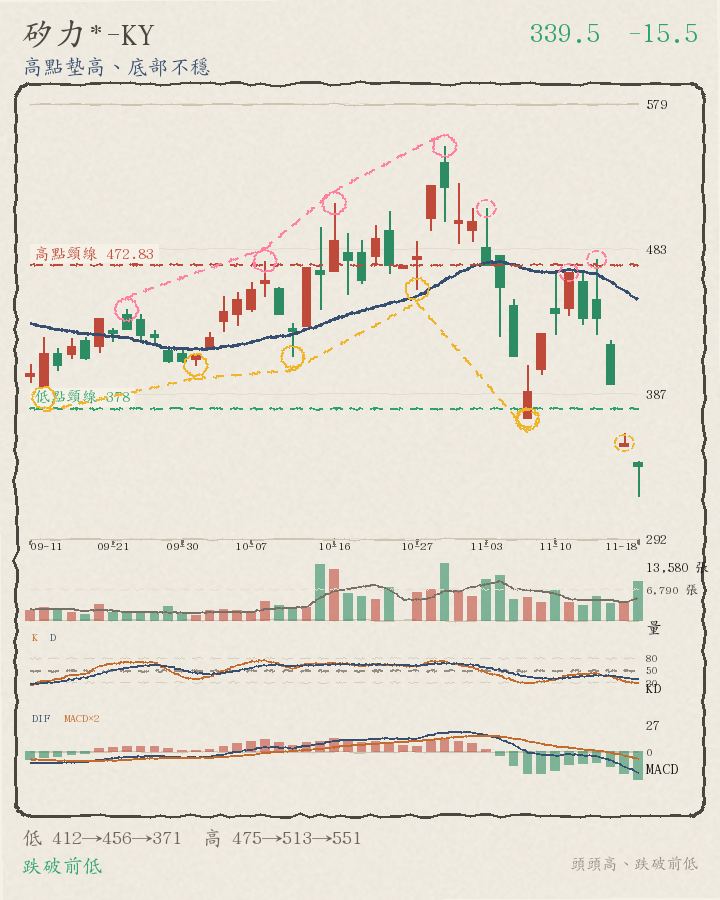 矽力*-KY
339.5 -15.5
高點墊高、底部不穩
579
高點頸線 472.83
483
低點頸線 378
387
292
09-11 09-21 09-30 10-07 10-16 10-27 11-03 11-10 11-18
13,580 張
6,790 張
量
K D
80
50
20
KD
DIF MACD×2
27
0
MACD
低 412→456→371 高 475→513→551
跌破前低
頭頭高、跌破前低